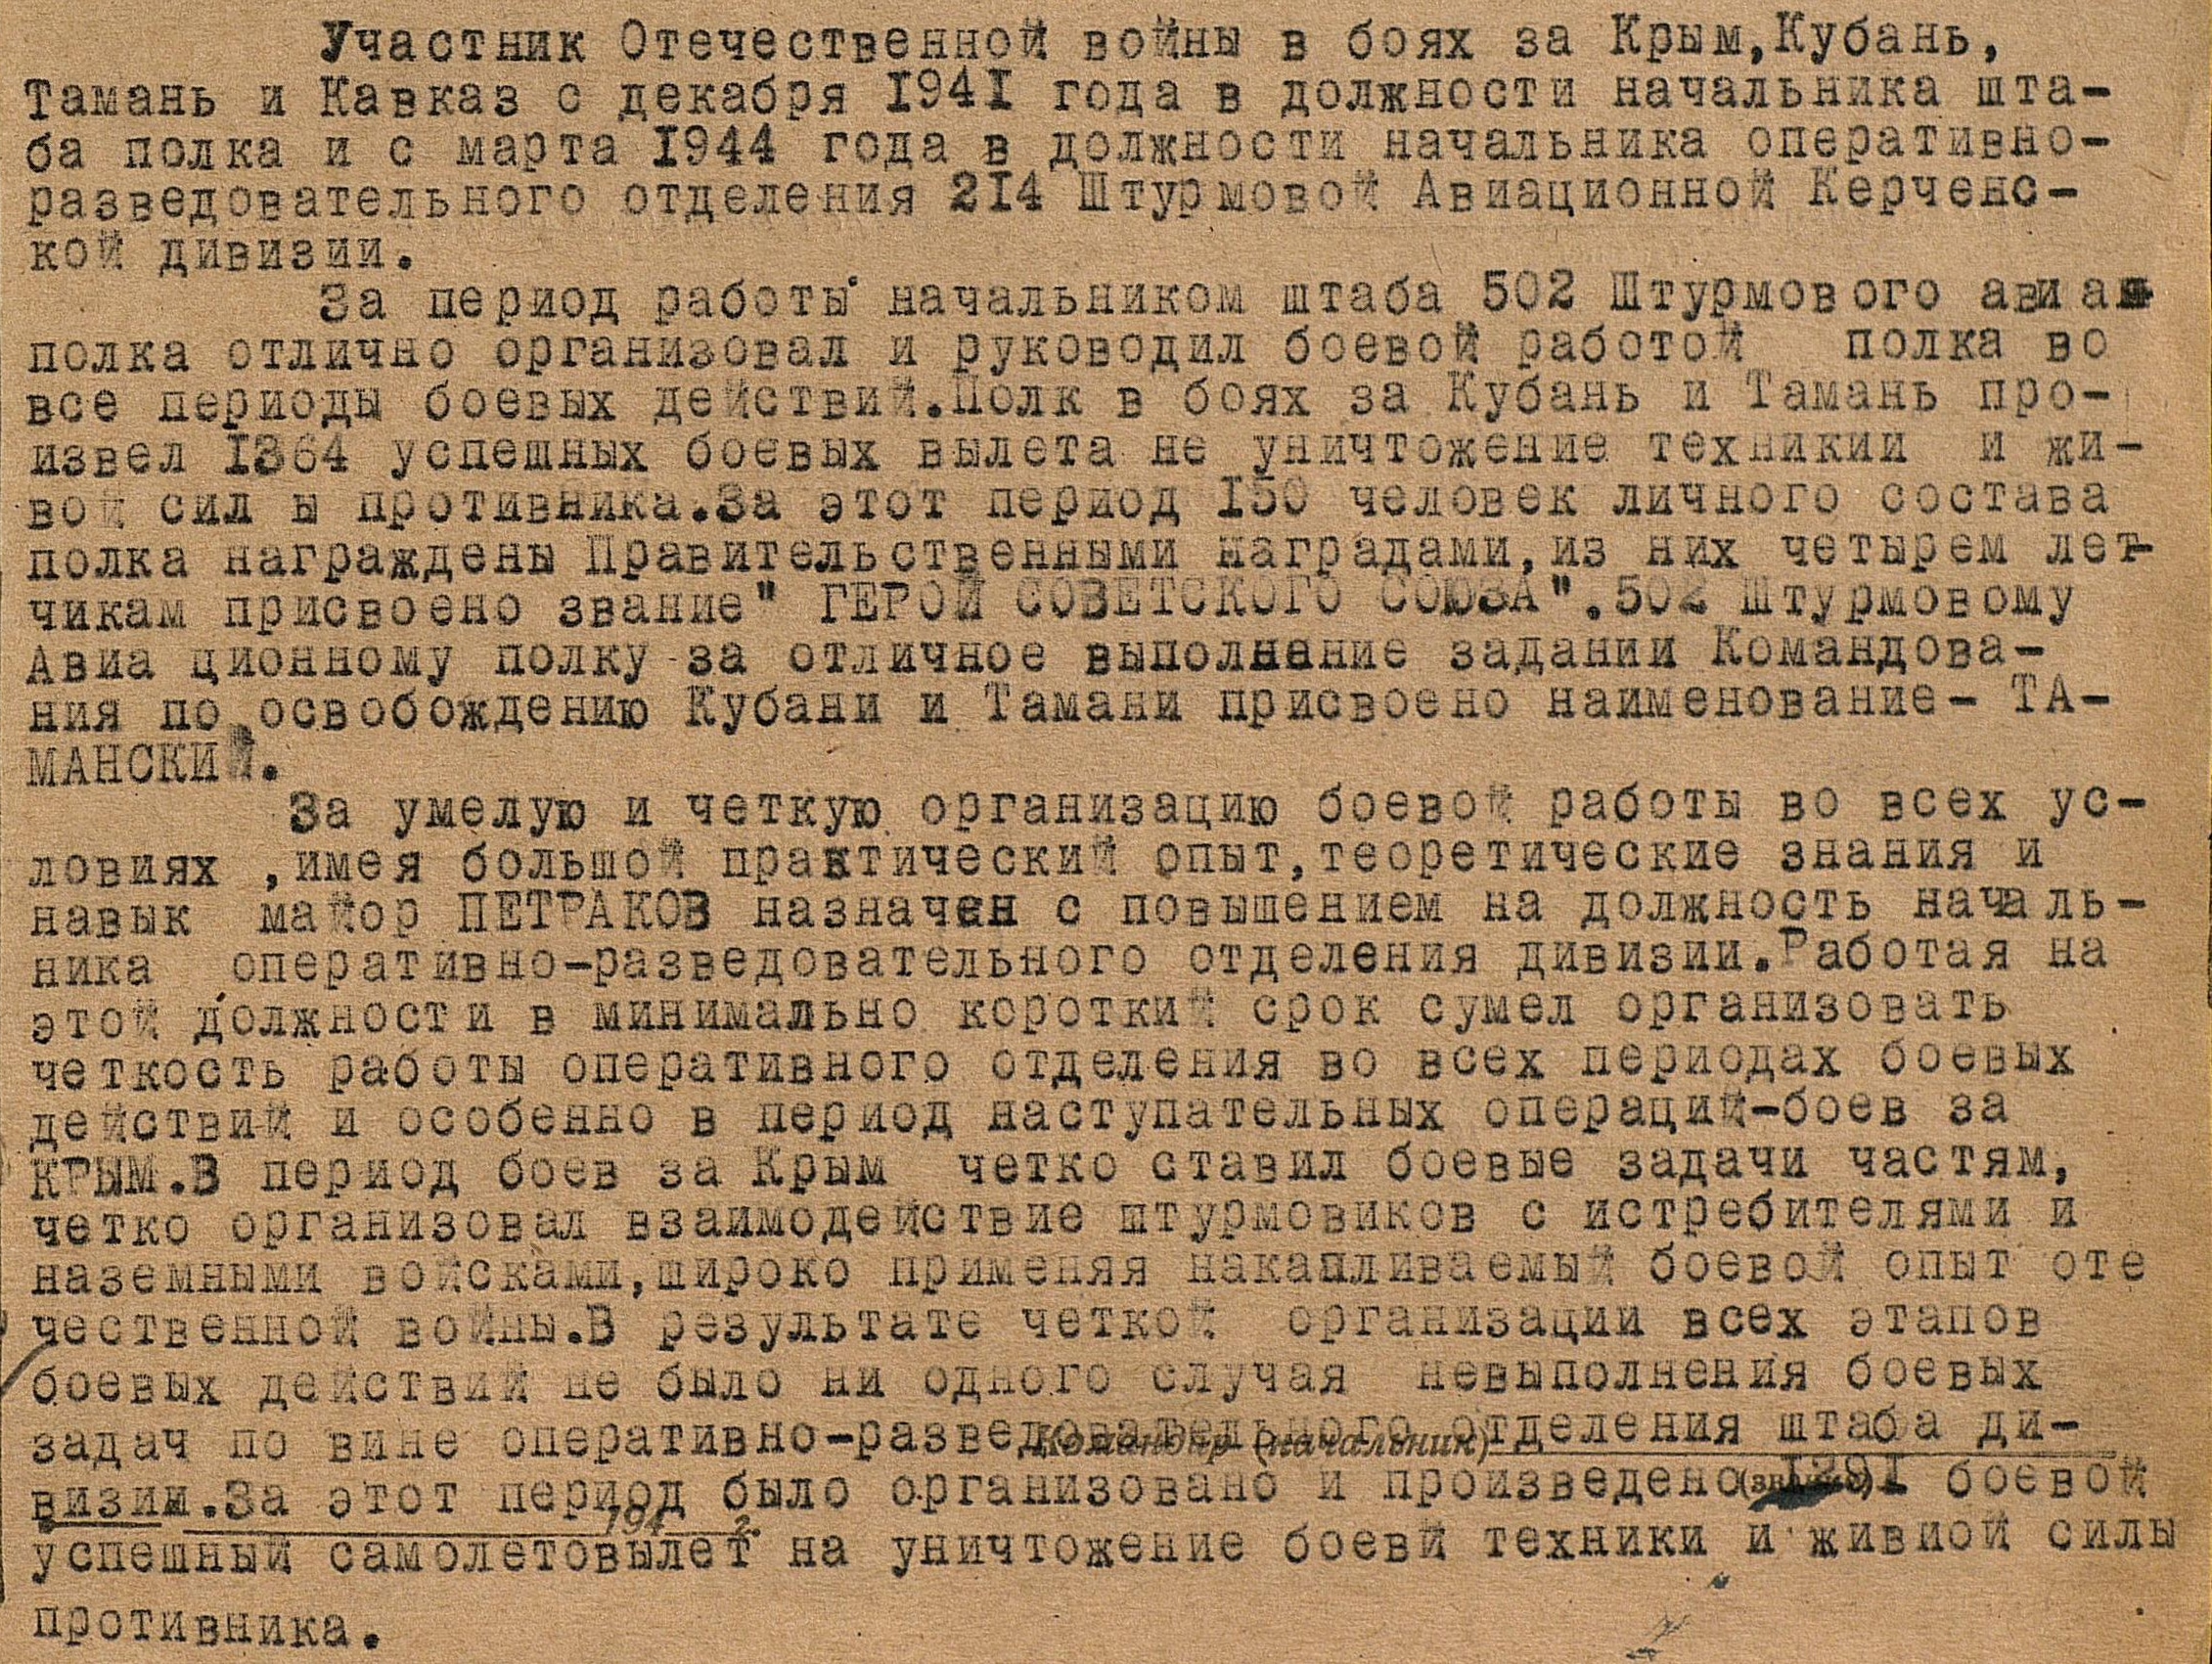 Участник Отечественной войны в боях за Крым,Кубань,
Тамань и Кавказ с декабря 1941 года в должности начальника шта-
ба полка и с марта 1944 года в должности начальника оперативно-
разведовательного отделения 214 Штурмовой Авиационной Керченс-
кой дивизии.
За период работы начальником штаба 502 Штурмового авиа
полка отлично организовал и руководил боевой работой полка во
все периоды боевых действий.Полк в боях за Кубань и Тамань про-
извел 1364 успешных боевых вылета не уничтожение техникии и жи-
вой сил ы противника.За этот период 150 человек личного состава
полка награждены Правительственными наградами,из них четырем лет-
чикам присвоено звание" ГЕРОЙ СОВЕТСКОГО СОЮЗА".502 Штурмовому
Авиа ционному полку за отличное выполнение задании Командова-
ния по освобождению Кубани и Тамани присвоено наименование- ТА-
МАНСКИЙ.
За умелую и четкую организацию боевой работы во всех ус-
ловиях ,имея большой практический опыт,теоретические знания и
навык майор ПЕТРАКОВ назначен с повышением на должность началь-
ника оперативно-разведовательного отделения дивизии.Работая на
этой должности в минимально короткий срок сумел организовать
четкость работы оперативного отделения во всех периодах боевых
действий и особенно в период наступательных операций-боев за
КРЫМ.В период боев за Крым четко ставил боевые задачи частям,
четко организовал взаимодействие штурмовиков с истребителями и
наземными войсками,широко применяя накапливаемый боевой опыт оте
чественной войны.В результате четкой организации всех этапов
боевых действий не было ни одного случая невыполнения боевых
задач по вине оперативно-разведовательного отделения штаба ди-
Командир (начальник)
визии.За этот период было организовано и произведено боевой
(звание)
194 г.
успешный самолетовылет на уничтожение боевй техники и живной силы
противника.